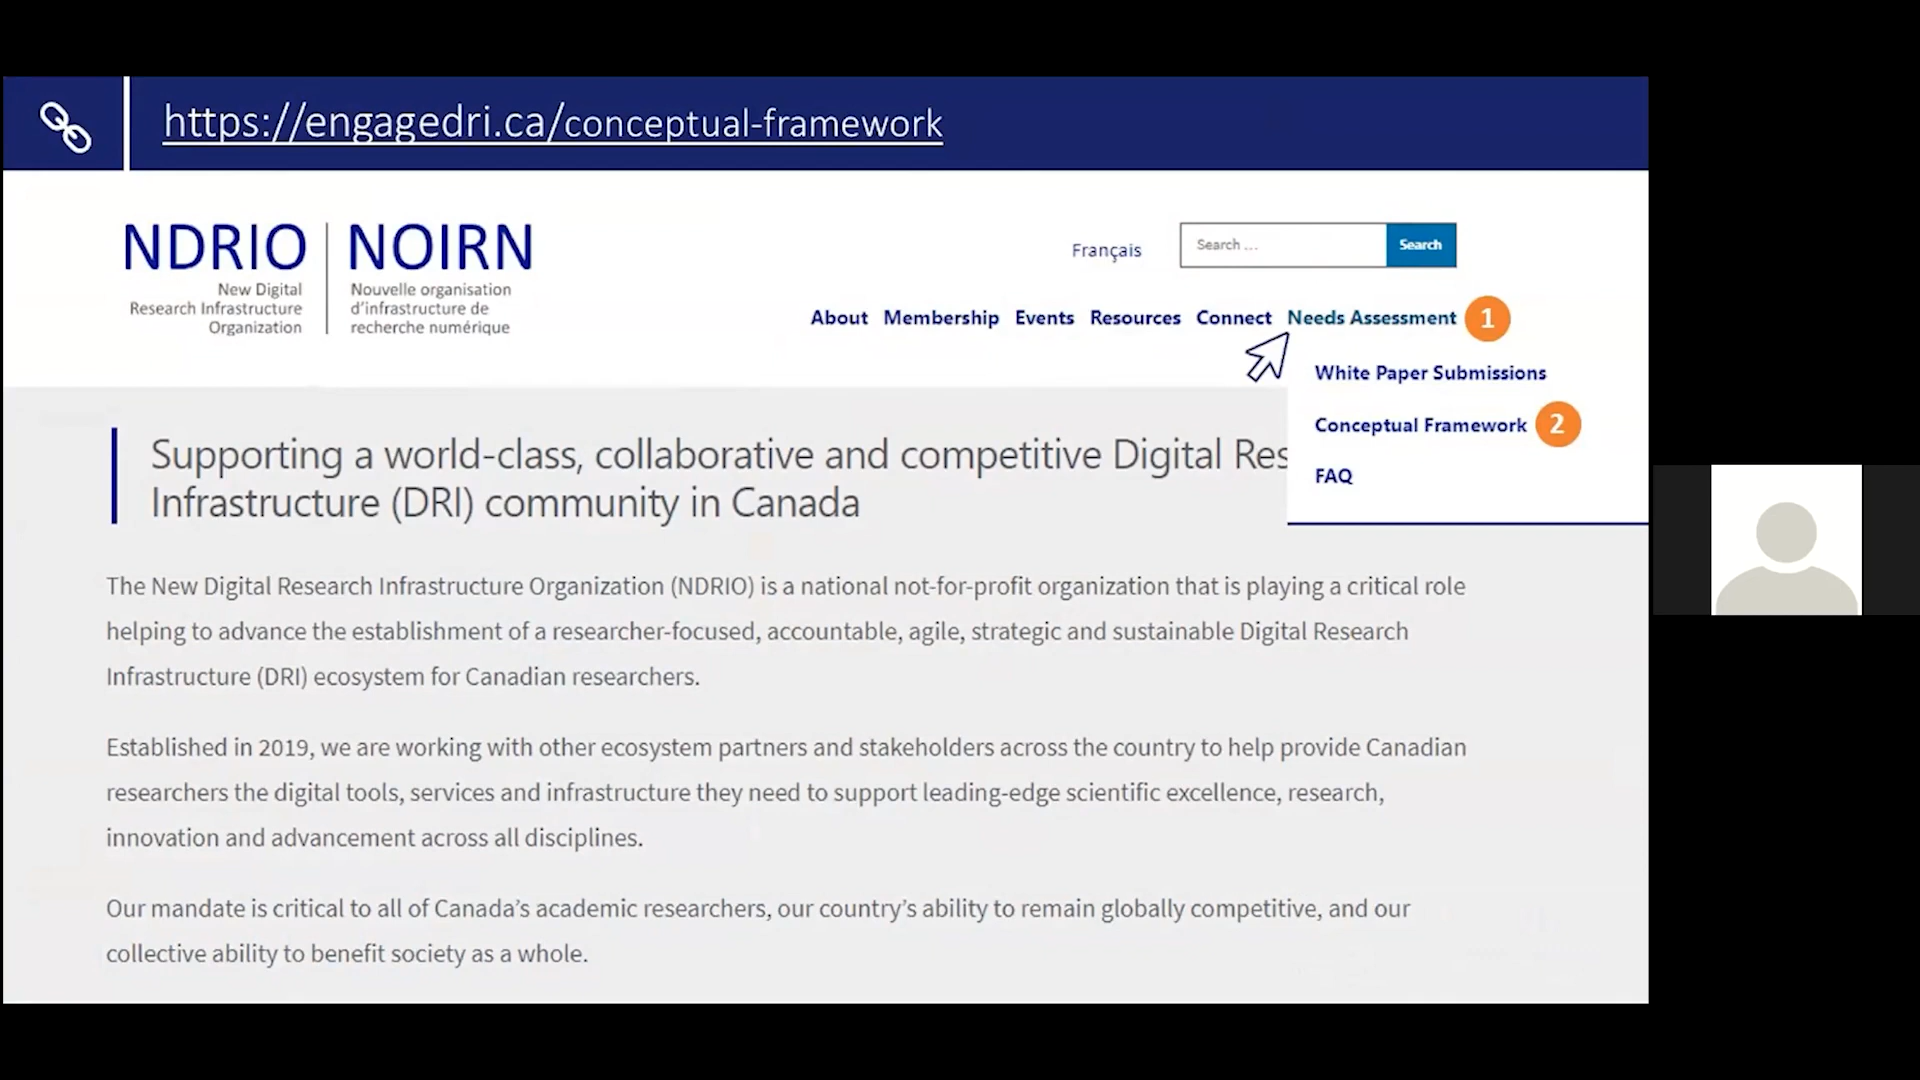 https://engagedri.ca/conceptual-framework
NDRIO
New Digital
Research Infrastructure
Organization
NOIRN
Nouvelle organisation
d'infrastructure de
recherche numérique
Français
Search ...
Search
About Membership Events Resources Connect Needs Assessment 1
White Paper Submissions
Conceptual Framework 2
FAQ
Supporting a world-class, collaborative and competitive Digital Res
Infrastructure (DRI) community in Canada
The New Digital Research Infrastructure Organization (NDRIO) is a national not-for-profit organization that is playing a critical role
helping to advance the establishment of a researcher-focused, accountable, agile, strategic and sustainable Digital Research
Infrastructure (DRI) ecosystem for Canadian researchers.
Established in 2019, we are working with other ecosystem partners and stakeholders across the country to help provide Canadian
researchers the digital tools, services and infrastructure they need to support leading-edge scientific excellence, research,
innovation and advancement across all disciplines.
Our mandate is critical to all of Canada's academic researchers, our country's ability to remain globally competitive, and our
collective ability to benefit society as a whole.